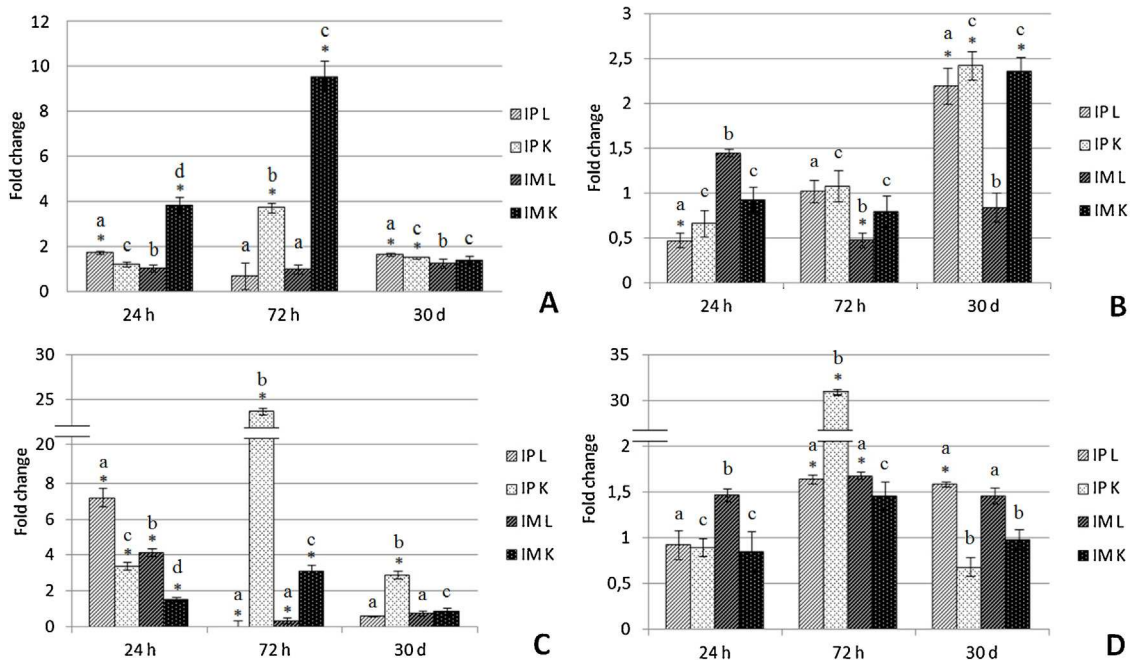 Fold change
12
10
8
6
4
2
0
a
*
c
b
d
*
a
b
*
a
c
*
a
*
c
*
b
c
24 h
72 h
30 d
IP L
IP K
IM L
IM K
A
Fold change
3
2,5
2
1,5
1
0,5
0
a
*
c
b
c
a
c
b
*
c
a
*
c
*
b
c
*
24 h
72 h
30 d
IP L
IP K
IM L
IM K
B
Fold change
30
25
20
8
6
4
2
0
a
*
c
*
b
*
d
*
a
*
b
*
a
*
c
*
a
b
*
a
c
24 h
72 h
30 d
IP L
IP K
IM L
IM K
C
Fold change
35
30
2
1,5
1
0,5
0
a
c
b
c
a
*
b
*
a
*
c
a
*
b
a
b
24 h
72 h
30 d
IP L
IP K
IM L
IM K
D